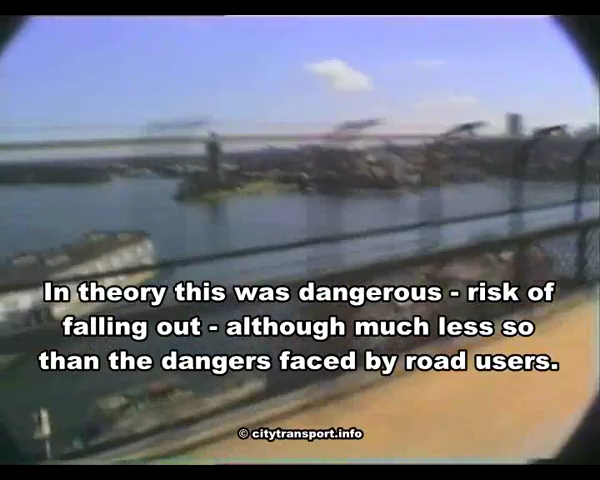 In theory this was dangerous - risk of
falling out - although much less so
than the dangers faced by road users.
© citytransport.info